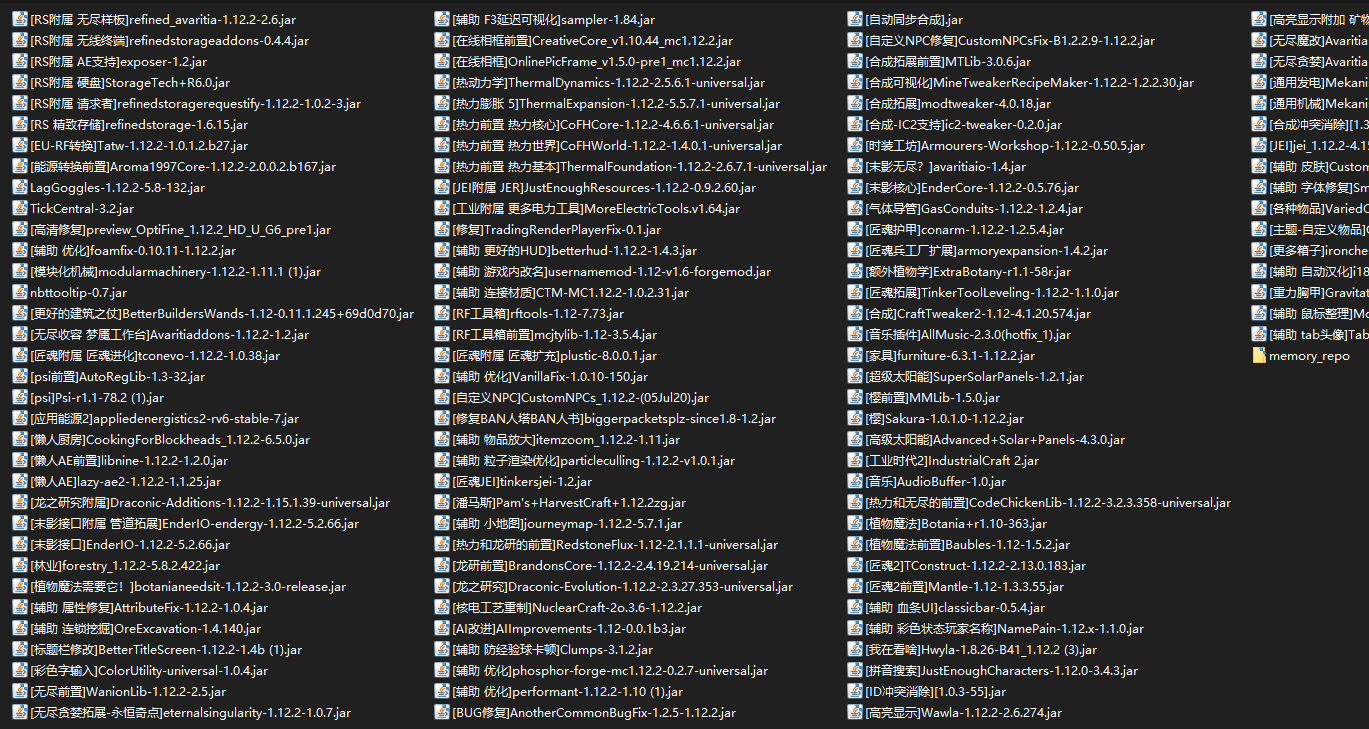 [RS附属 无尽样板]refined_avaritia-1.12.2-2.6.jar
[RS附属 无线终端]refinedstorageaddons-0.4.4.jar
[RS附属 AE支持]exposer-1.2.jar
[RS附属 硬盘]StorageTech+R6.0.jar
[RS附属 请求者]refinedstoragerequestify-1.12.2-1.0.2-3.jar
[RS 精致存储]refinedstorage-1.6.15.jar
[EU-RF转换]Tatw-1.12.2-1.0.1.2.b27.jar
[能源转换前置]Aroma1997Core-1.12.2-2.0.0.2.b167.jar
LagGoggles-1.12.2-5.8-132.jar
TickCentral-3.2.jar
[高清修复]preview_OptiFine_1.12.2_HD_U_G6_pre1.jar
[辅助 优化]foamfix-0.10.11-1.12.2.jar
[模块化机械]modularmachinery-1.12.2-1.11.1 (1).jar
nbttooltip-0.7.jar
[更好的建筑之仗]BetterBuildersWands-1.12-0.11.1.245+69d0d70.jar
[无尽收容 梦魇工作台]Avaritiaddons-1.12.2-1.2.jar
[匠魂附属 匠魂进化]tconevo-1.12.2-1.0.38.jar
[psi前置]AutoRegLib-1.3-32.jar
[psi]Psi-r1.1-78.2 (1).jar
[应用能源2]appliedenergistics2-rv6-stable-7.jar
[懒人厨房]CookingForBlockheads_1.12.2-6.5.0.jar
[懒人AE前置]libnine-1.12.2-1.2.0.jar
[懒人AE]lazy-ae2-1.12.2-1.1.25.jar
[龙之研究附属]Draconic-Additions-1.12.2-1.15.1.39-universal.jar
[末影接口附属 管道拓展]EnderIO-endergy-1.12.2-5.2.66.jar
[末影接口]EnderIO-1.12.2-5.2.66.jar
[林业]forestry_1.12.2-5.8.2.422.jar
[植物魔法需要它！]botanianeedsit-1.12.2-3.0-release.jar
[辅助 属性修复]AttributeFix-1.12.2-1.0.4.jar
[辅助 连锁挖掘]OreExcavation-1.4.140.jar
[标题栏修改]BetterTitleScreen-1.12.2-1.4b (1).jar
[彩色字输入]ColorUtility-universal-1.0.4.jar
[无尽前置]WanionLib-1.12.2-2.5.jar
[无尽贪婪拓展-永恒奇点]eternalsingularity-1.12.2-1.0.7.jar
[辅助 F3延迟可视化]sampler-1.84.jar
[在线相框前置]CreativeCore_v1.10.44_mc1.12.2.jar
[在线相框]OnlinePicFrame_v1.5.0-pre1_mc1.12.2.jar
[热动力学]ThermalDynamics-1.12.2-2.5.6.1-universal.jar
[热力膨胀 5]ThermalExpansion-1.12.2-5.5.7.1-universal.jar
[热力前置 热力核心]CoFHCore-1.12.2-4.6.6.1-universal.jar
[热力前置 热力世界]CoFHWorld-1.12.2-1.4.0.1-universal.jar
[热力前置 热力基本]ThermalFoundation-1.12.2-2.6.7.1-universal.jar
[JEI附属 JER]JustEnoughResources-1.12.2-0.9.2.60.jar
[工业附属 更多电力工具]MoreElectricTools.v1.64.jar
[修复]TradingRenderPlayerFix-0.1.jar
[辅助 更好的HUD]betterhud-1.12.2-1.4.3.jar
[辅助 游戏内改名]usernamemod-1.12-v1.6-forgemod.jar
[辅助 连接材质]CTM-MC1.12.2-1.0.2.31.jar
[RF工具箱]rftools-1.12-7.73.jar
[RF工具箱前置]mcjtylib-1.12-3.5.4.jar
[匠魂附属 匠魂扩充]plustic-8.0.0.1.jar
[辅助 优化]VanillaFix-1.0.10-150.jar
[自定义NPC]CustomNPCs_1.12.2-(05Jul20).jar
[修复BAN人塔BAN人书]biggerpacketsplz-since1.8-1.2.jar
[辅助 物品放大]itemzoom_1.12.2-1.11.jar
[辅助 粒子渲染优化]particleculling-1.12.2-v1.0.1.jar
[匠魂JEI]tinkersjei-1.2.jar
[潘马斯]Pam's+HarvestCraft+1.12.2zg.jar
[辅助 小地图]journeymap-1.12.2-5.7.1.jar
[热力和龙研的前置]RedstoneFlux-1.12-2.1.1.1-universal.jar
[龙研前置]BrandonsCore-1.12.2-2.4.19.214-universal.jar
[龙之研究]Draconic-Evolution-1.12.2-2.3.27.353-universal.jar
[核电工艺重制]NuclearCraft-2o.3.6-1.12.2.jar
[AI改进]AIImprovements-1.12-0.0.1b3.jar
[辅助 防经验球卡顿]Clumps-3.1.2.jar
[辅助 优化]phosphor-forge-mc1.12.2-0.2.7-universal.jar
[辅助 优化]performant-1.12.2-1.10 (1).jar
[BUG修复]AnotherCommonBugFix-1.2.5-1.12.2.jar
[自动同步合成].jar
[自定义NPC修复]CustomNPCsFix-B1.2.2.9-1.12.2.jar
[合成拓展前置]MTLib-3.0.6.jar
[合成可视化]MineTweakerRecipeMaker-1.12.2-1.2.2.30.jar
[合成拓展]modtweaker-4.0.18.jar
[合成-IC2支持]ic2-tweaker-0.2.0.jar
[时装工坊]Armourers-Workshop-1.12.2-0.50.5.jar
[末影无尽？]avaritiaio-1.4.jar
[末影核心]EnderCore-1.12.2-0.5.76.jar
[气体导管]GasConduits-1.12.2-1.2.4.jar
[匠魂护甲]conarm-1.12.2-1.2.5.4.jar
[匠魂兵工厂扩展]armoryexpansion-1.4.2.jar
[额外植物学]ExtraBotany-r1.1-58r.jar
[匠魂拓展]TinkerToolLeveling-1.12.2-1.1.0.jar
[合成]CraftTweaker2-1.12-4.1.20.574.jar
[音乐插件]AllMusic-2.3.0(hotfix_1).jar
[家具]furniture-6.3.1-1.12.2.jar
[超级太阳能]SuperSolarPanels-1.2.1.jar
[樱前置]MMLib-1.5.0.jar
[樱]Sakura-1.0.1.0-1.12.2.jar
[高级太阳能]Advanced+Solar+Panels-4.3.0.jar
[工业时代2]IndustrialCraft 2.jar
[音乐]AudioBuffer-1.0.jar
[热力和无尽的前置]CodeChickenLib-1.12.2-3.2.3.358-universal.jar
[植物魔法]Botania+r1.10-363.jar
[植物魔法前置]Baubles-1.12-1.5.2.jar
[匠魂2]TConstruct-1.12.2-2.13.0.183.jar
[匠魂2前置]Mantle-1.12-1.3.3.55.jar
[辅助 血条UI]classicbar-0.5.4.jar
[辅助 彩色状态玩家名称]NamePain-1.12.x-1.1.0.jar
[我在看啥]Hwyla-1.8.26-B41_1.12.2 (3).jar
[拼音搜索]JustEnoughCharacters-1.12.0-3.4.3.jar
[ID冲突消除][1.0.3-55].jar
[高亮显示]Wawla-1.12.2-2.6.274.jar
[高亮显示附加 矿物
[无尽魔改]Avaritia
[无尽贪婪]Avaritia
[通用发电]Mekani
[通用机械]Mekani
[合成冲突消除][1.3
[JEI]jei_1.12.2-4.15
[辅助 皮肤]Custom
[辅助 字体修复]Sm
[各种物品]VariedC
[主题-自定义物品]
[更多箱子]ironche
[辅助 自动汉化]i18
[重力胸甲]Gravitat
[辅助 鼠标整理]Mo
[辅助 tab头像]Tab
memory_repo